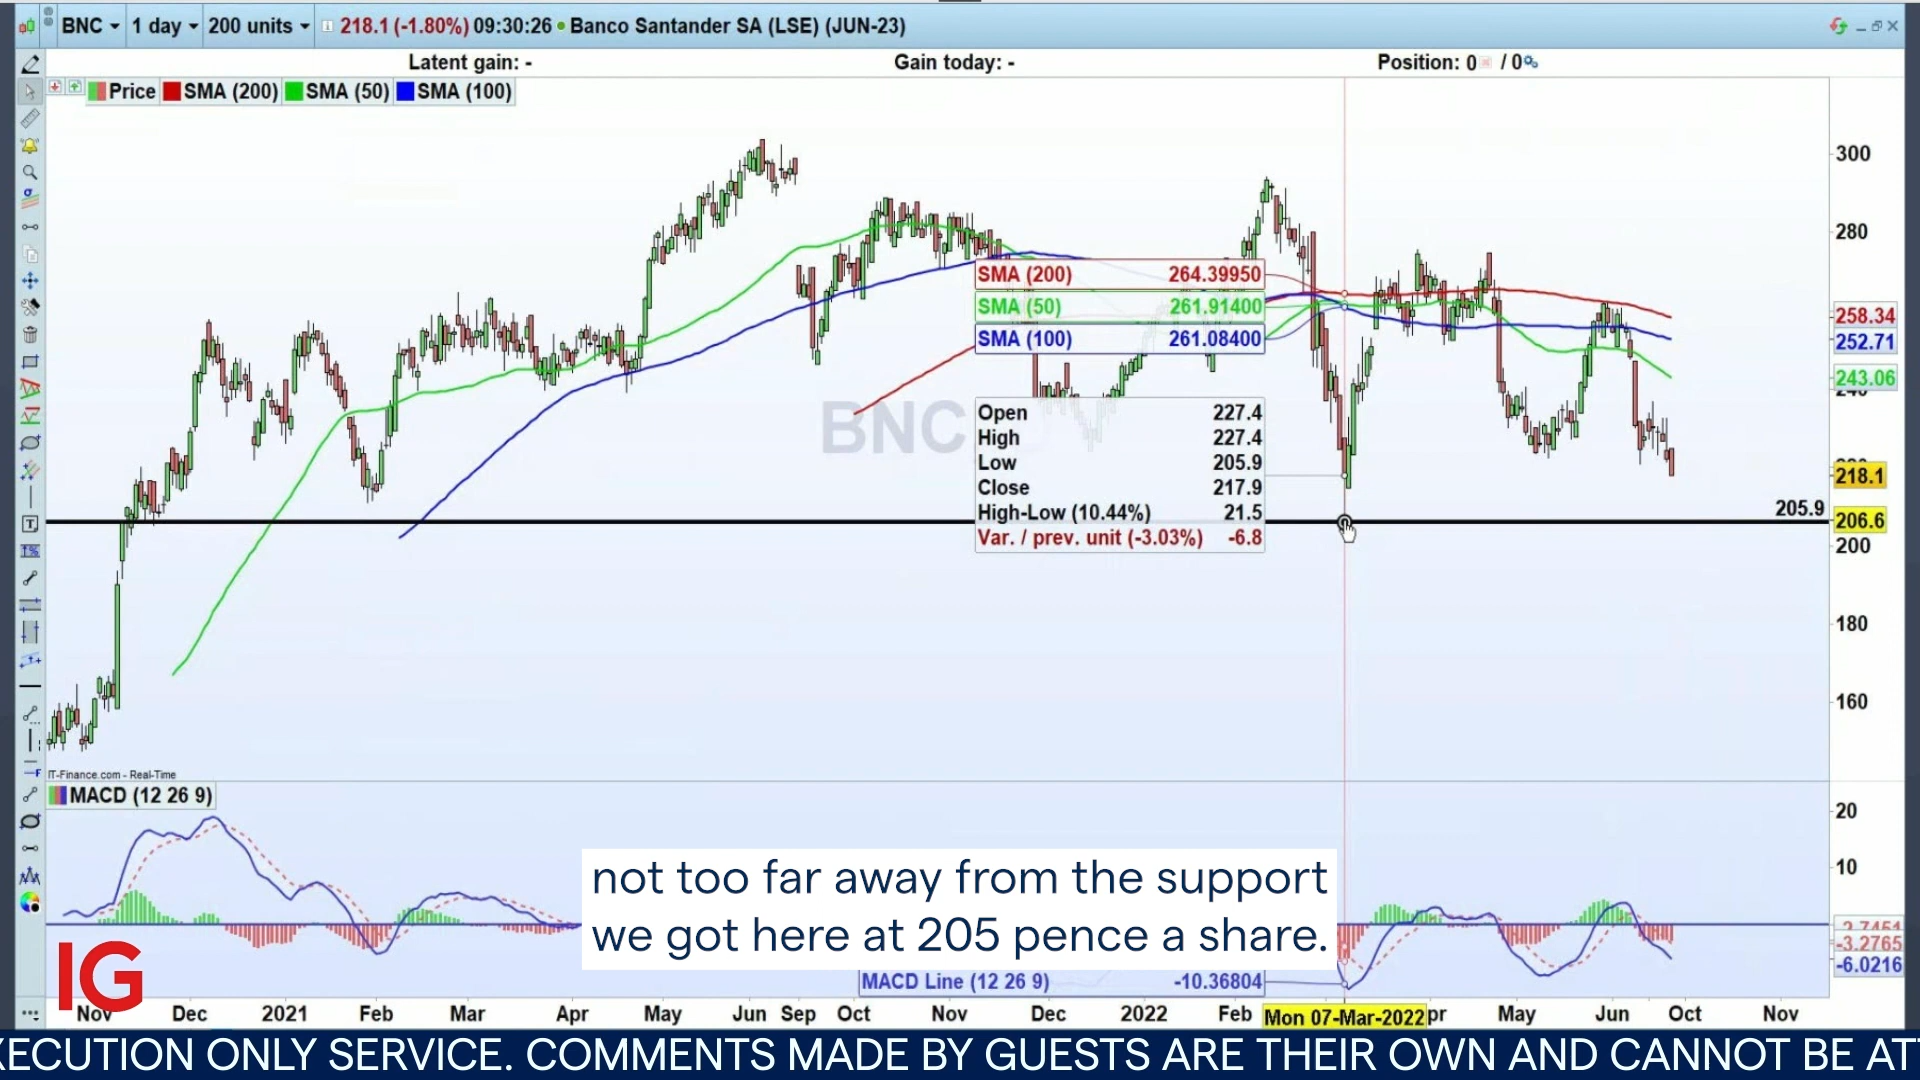 BNC 1 day 200 units 218.1 (-1.80%) 09:30:26 Banco Santander SA (LSE) (JUN-23)
Latent gain: - Gain today: - Position: 0 / 0
Price SMA (200) SMA (50) SMA (100)
300
280
SMA (200) 264.39950
SMA (50) 261.91400
SMA (100) 261.08400
258.34
252.71
243.06
BNC
Open 227.4
High 227.4
Low 205.9
Close 217.9
High-Low (10.44%) 21.5
Var. / prev. unit (-3.03%) -6.8
218.1
205.9
206.6
200
180
160
IT-Finance.com - Real-Time
MACD (12 26 9)
20
10
not too far away from the support
we got here at 205 pence a share.
-3.2765
-6.0216
MACD Line (12 26 9) -10.36804
IG
Nov Dec 2021 Feb Mar Apr May Jun Sep Oct Nov Dec 2022 Feb Mon 07-Mar-2022 pr May Jun Oct Nov
XECUTION ONLY SERVICE. COMMENTS MADE BY GUESTS ARE THEIR OWN AND CANNOT BE AT